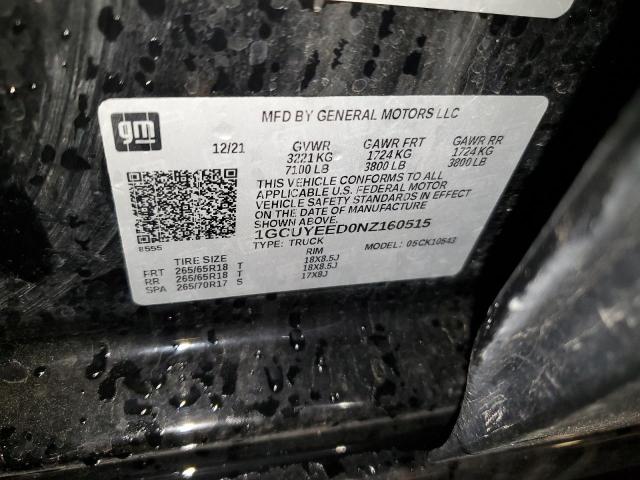 gm
MFD BY GENERAL MOTORS LLC
12/21 GVWR GAWR FRT GAWR RR
3221 KG 1724 KG 1724 KG
7100 LB 3800 LB 3800 LB
THIS VEHICLE CONFORMS TO ALL
APPLICABLE U.S. FEDERAL MOTOR
VEHICLE SAFETY STANDARDS IN EFFECT
ON THE DATE OF MANUFACTURE
SHOWN ABOVE.
1GCUYEED0NZ160515
8555
TYPE: TRUCK MODEL: 05CK10543
TIRE SIZE RIM
FRT 265/65R18 T 18X8.5J
RR 265/65R18 T 18X8.5J
SPA 265/70R17 S 17X8J